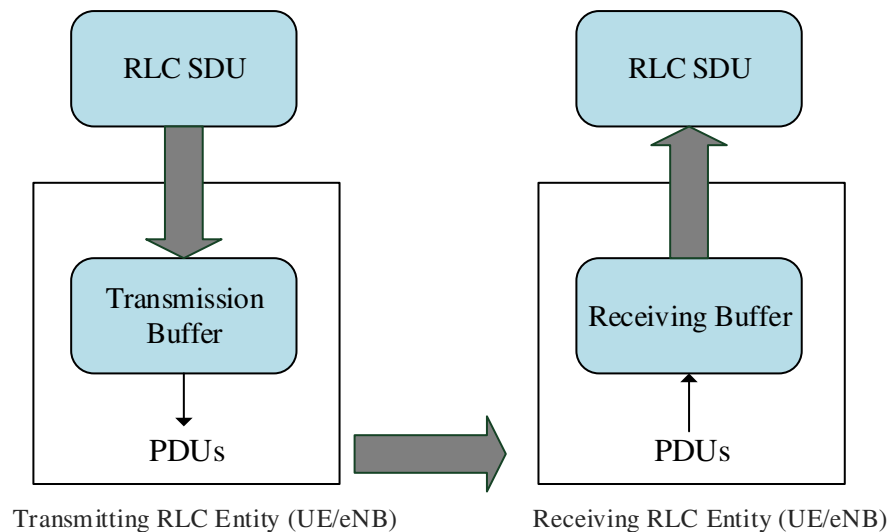 RLC SDU
Transmission
Buffer
PDUs
Transmitting RLC Entity (UE/eNB)
RLC SDU
Receiving Buffer
PDUs
Receiving RLC Entity (UE/eNB)